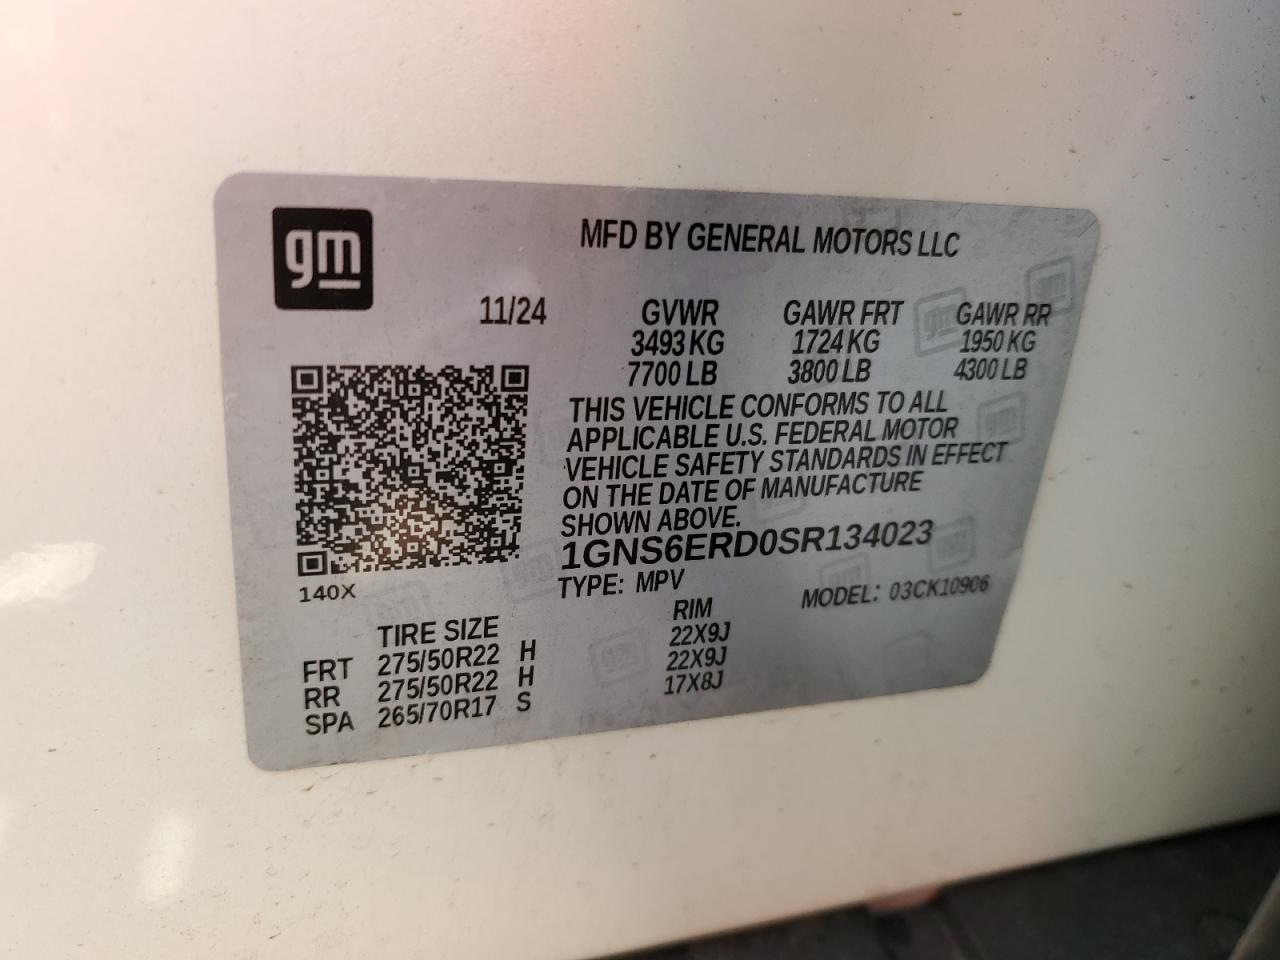 gm
MFD BY GENERAL MOTORS LLC
11/24 GVWR GAWR FRT GAWR RR
3493 KG 1724 KG 1950 KG
7700 LB 3800 LB 4300 LB
THIS VEHICLE CONFORMS TO ALL
APPLICABLE U.S. FEDERAL MOTOR
VEHICLE SAFETY STANDARDS IN EFFECT
ON THE DATE OF MANUFACTURE
SHOWN ABOVE.
1GNS6ERD0SR134023
140X
TYPE: MPV MODEL: 03CK10906
TIRE SIZE RIM
FRT 275/50R22 H 22X9J
RR 275/50R22 H 22X9J
SPA 265/70R17 S 17X8J